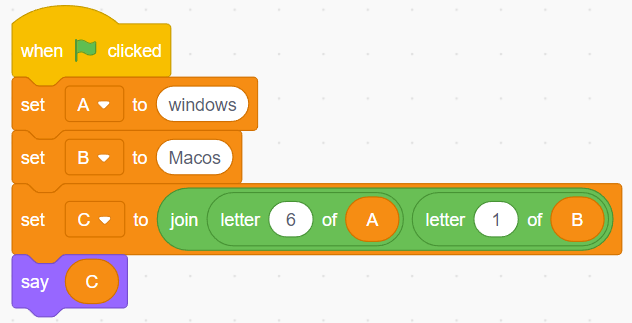 when clicked
set A to windows
set B to Macos
set C to join letter 6 of A letter 1 of B
say C